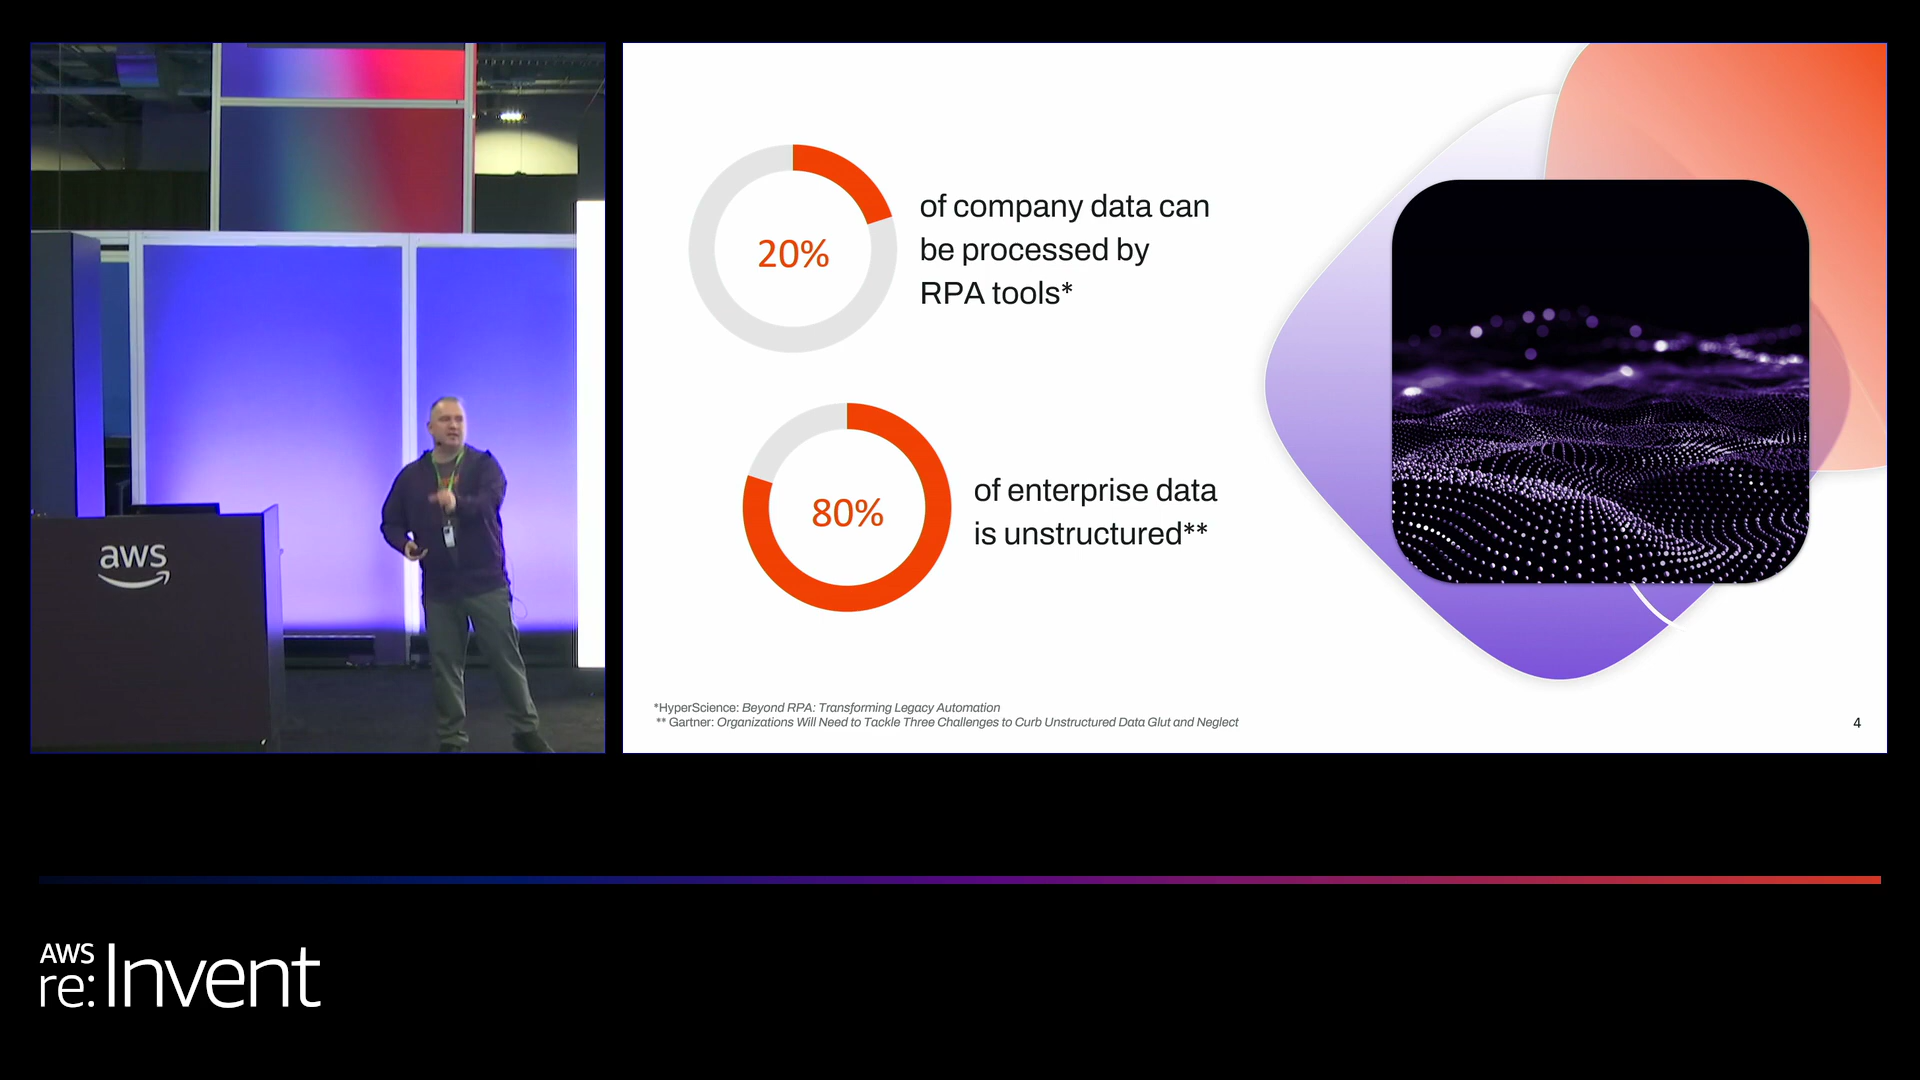 aws
20%
of company data can
be processed by
RPA tools*
80%
of enterprise data
is unstructured**
*HyperScience: Beyond RPA: Transforming Legacy Automation
** Gartner: Organizations Will Need to Tackle Three Challenges to Curb Unstructured Data Glut and Neglect
4
AWS
re:Invent